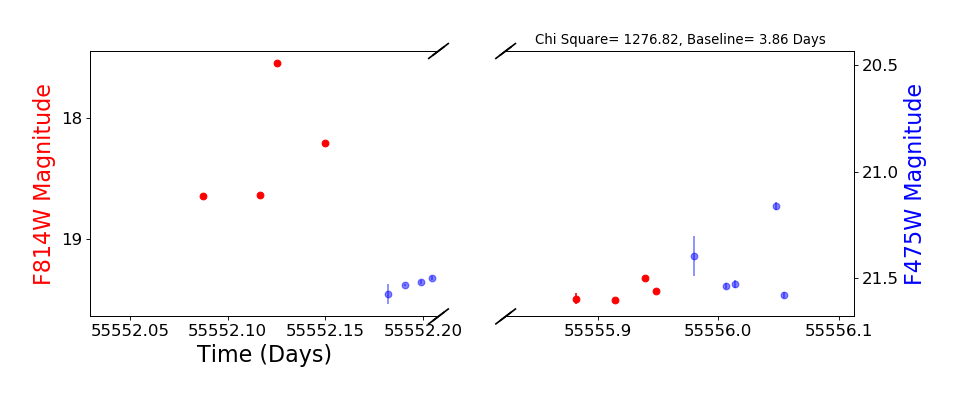 Chi Square= 1276.82, Baseline= 3.86 Days
F814W Magnitude
18
19
20.5
21.0
21.5
F475W Magnitude
55552.05 55552.10 55552.15 55552.20 55555.9 55556.0 55556.1
Time (Days)